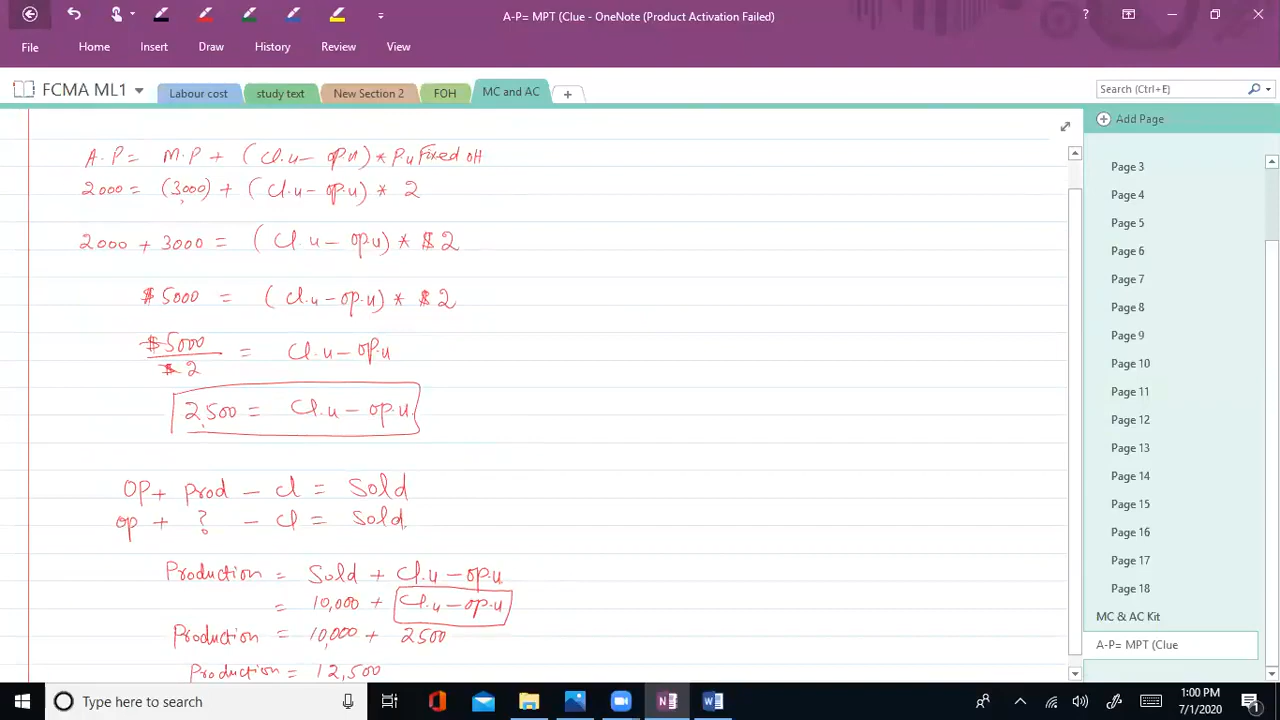 A-P= MPT (Clue - OneNote (Product Activation Failed)
File Home Insert Draw History Review View
FCMA ML1
Labour cost study text New Section 2 FOH MC and AC
Search (Ctrl+E)
Add Page
A.P = M.P + (Cl.u - op.u) * Pu Fixed OH
2000 = (3000) + (Cl.u - op.u) * 2
2000 + 3000 = (Cl.u - op.u) * $2
$5000 = (Cl.u - op.u) * $2
$5000 / $2 = Cl.u - op.u
2,500 = Cl.u - op.u.
OP + prod - cl = Sold
op + ? - cl = Sold
Production = Sold + Cl.u - op.u
= 10,000 + Cl.u - op.u
Production = 10,000 + 2500
Production = 12,500
Page 3
Page 4
Page 5
Page 6
Page 7
Page 8
Page 9
Page 10
Page 11
Page 12
Page 13
Page 14
Page 15
Page 16
Page 17
Page 18
MC & AC Kit
A-P= MPT (Clue
Type here to search
1:00 PM
7/1/2020